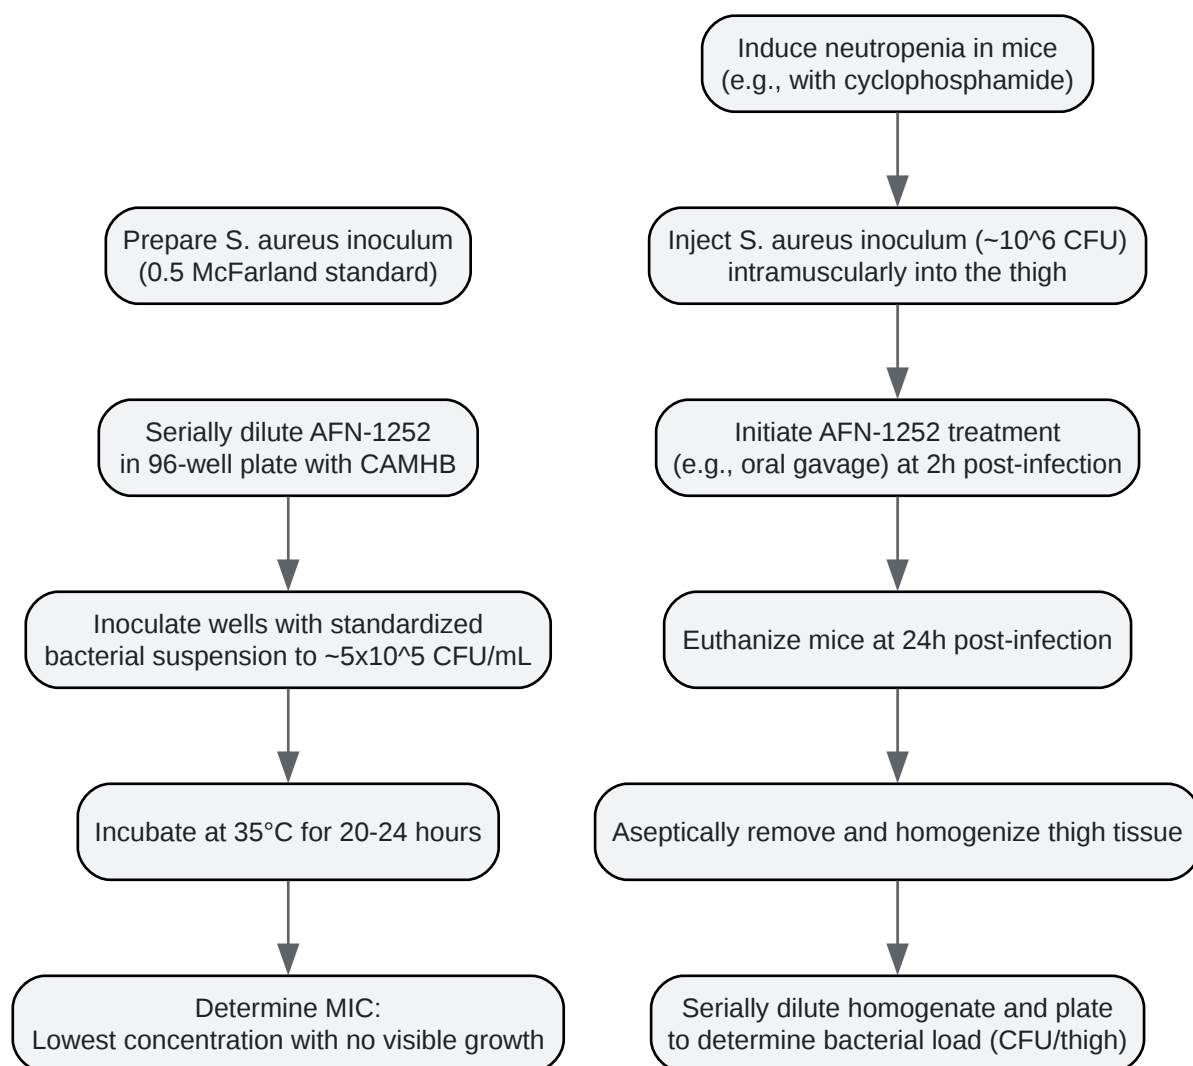 Induce neutropenia in mice
(e.g., with cyclophosphamide)
Prepare S. aureus inoculum
(0.5 McFarland standard)
Inject S. aureus inoculum (~10^6 CFU)
intramuscularly into the thigh
Serially dilute AFN-1252
in 96-well plate with CAMHB
Initiate AFN-1252 treatment
(e.g., oral gavage) at 2h post-infection
Inoculate wells with standardized
bacterial suspension to ~5x10^5 CFU/mL
Euthanize mice at 24h post-infection
Incubate at 35°C for 20-24 hours
Aseptically remove and homogenize thigh tissue
Determine MIC:
Lowest concentration with no visible growth
Serially dilute homogenate and plate
to determine bacterial load (CFU/thigh)